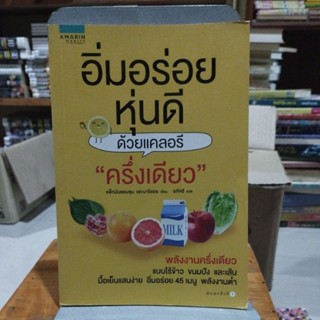 AMARIN
HEALTH
อิ่มอร่อย
หุ่นดี
ด้วยแคลอรี
“ครึ่งเดียว”
MILK
พลังงานครึ่งเดียว
แบบไร้ข้าว ขนมปัง และเส้น
มื้อเย็นแสนง่าย อิ่มอร่อย 45 เมนู พลังงานต่ำ